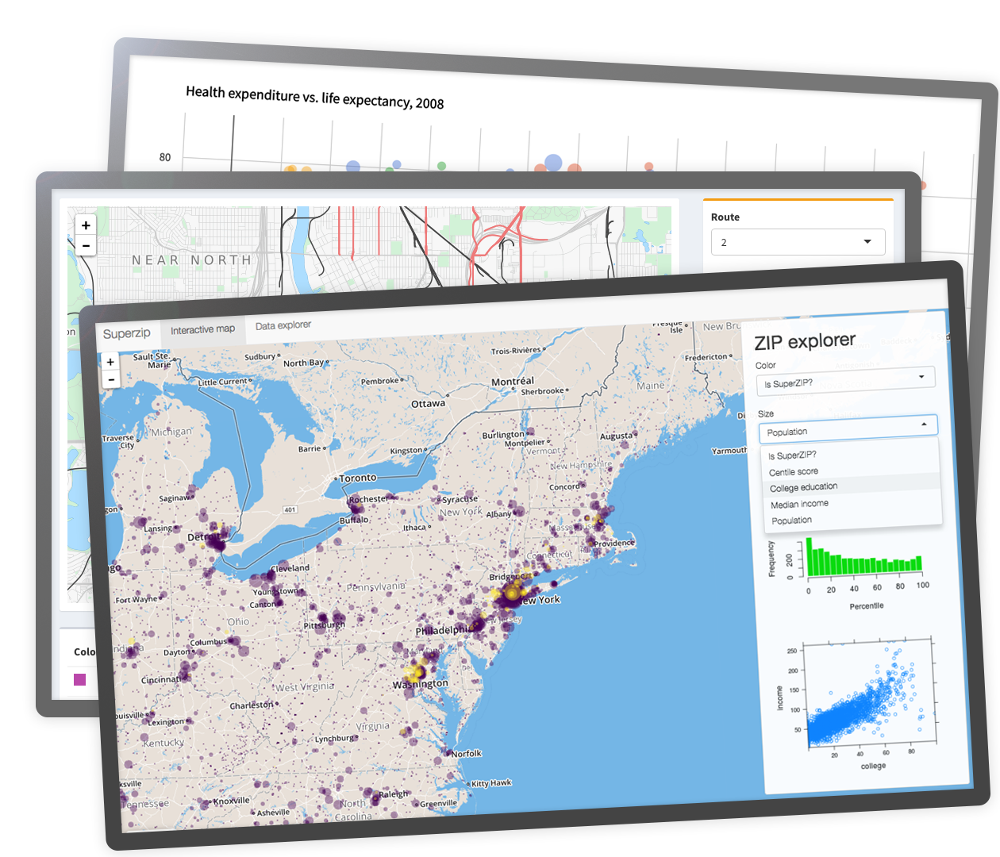 Health expenditure vs. life expectancy, 2008
80
+
-
NEAR NORTH
Route
2
Superzip
Interactive map
Data explorer
+
-
ZIP explorer
Color
Is SuperZIP?
Size
Population
Is SuperZIP?
Centile score
College education
Median income
Population
Frequency
200
0
0 20 40 60 80 100
Percentile
250
200
150
100
50
Income
20 40 60 80
college
Sault Ste. Marie
Sudbury
North Bay
Little Current
Trois-Rivières
Isle
New Bru
Fredericton
Pembroke
Montréal
Sherbrooke
Maine
Ottawa
Traverse City
Michigan
Barrie
Kingston
Burlington
Montpelier
Vermont
Augusta
Yarmouth
New Hampshire
Toronto
Concord
Saginaw
401
Rochester
Syracuse
New York
Albany
Buffalo
Ithaca
Lansing
Detroit
Providence
Connecticut
Cleveland
Youngstown
Canton
Pennsylvania
New York
Fort Wayne
Ohio
Pittsburgh
Philadelphia
Columbus
Dayton
Cincinnati
West Virginia
Washington
Charleston
Lexington
Virginia
Kentucky
Lynchburg
Norfolk
Kitty Hawk
Knoxville
Raleigh
Tennessee
Asheville
North Carolina
Greenville
Colo